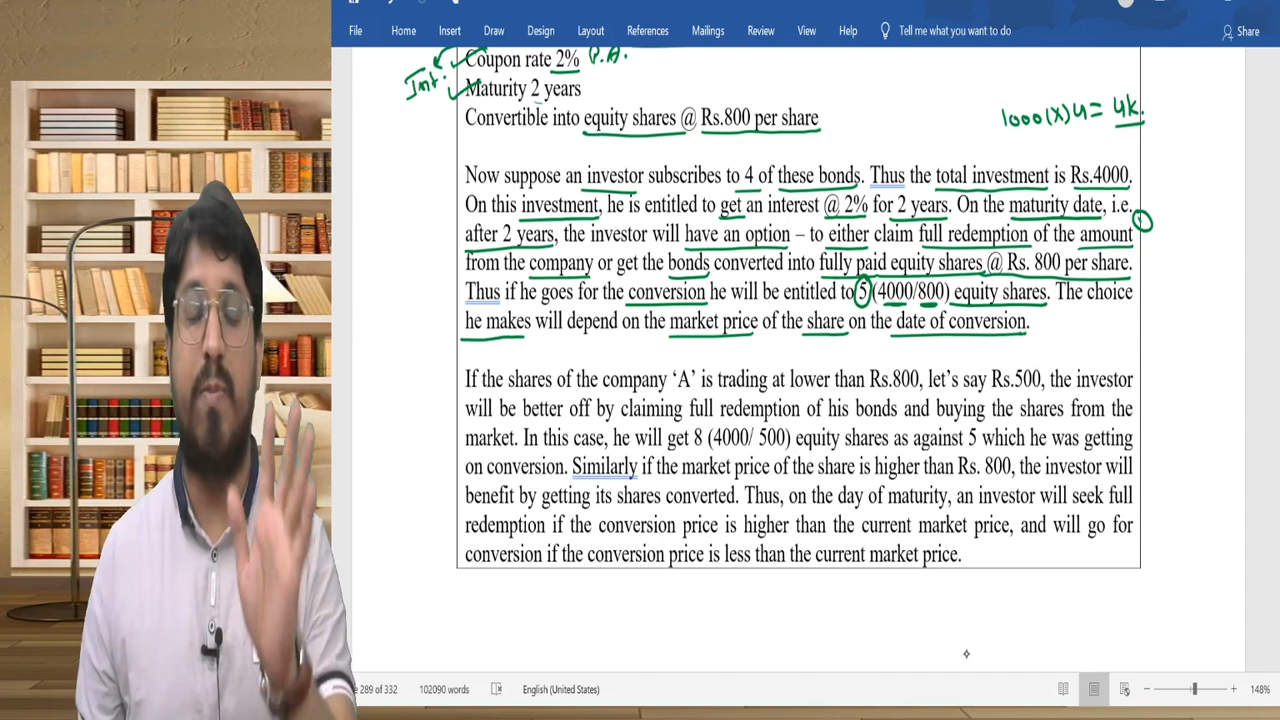 File Home Insert Draw Design Layout References Mailings Review View Help Tell me what you want to do Share
Coupon rate 2% P.A.
Int.
Maturity 2 years
Convertible into equity shares @ Rs.800 per share
1000(x)4= 4k.
Now suppose an investor subscribes to 4 of these bonds. Thus the total investment is Rs.4000.
On this investment, he is entitled to get an interest @ 2% for 2 years. On the maturity date, i.e.
after 2 years, the investor will have an option – to either claim full redemption of the amount
from the company or get the bonds converted into fully paid equity shares @ Rs. 800 per share.
Thus if he goes for the conversion he will be entitled to 5 (4000/800) equity shares. The choice
he makes will depend on the market price of the share on the date of conversion.
If the shares of the company ‘A’ is trading at lower than Rs.800, let’s say Rs.500, the investor
will be better off by claiming full redemption of his bonds and buying the shares from the
market. In this case, he will get 8 (4000/ 500) equity shares as against 5 which he was getting
on conversion. Similarly if the market price of the share is higher than Rs. 800, the investor will
benefit by getting its shares converted. Thus, on the day of maturity, an investor will seek full
redemption if the conversion price is higher than the current market price, and will go for
conversion if the conversion price is less than the current market price.
289 of 332 102090 words English (United States) 148%